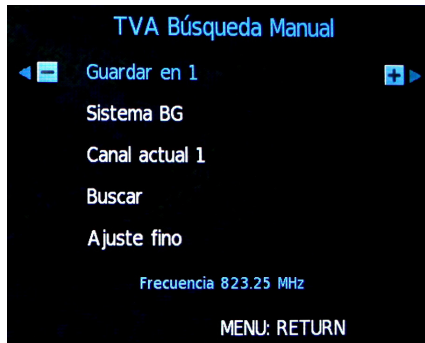 TVA Búsqueda Manual
Guardar en 1
Sistema BG
Canal actual 1
Buscar
Ajuste fino
Frecuencia 823.25 MHz
MENU: RETURN